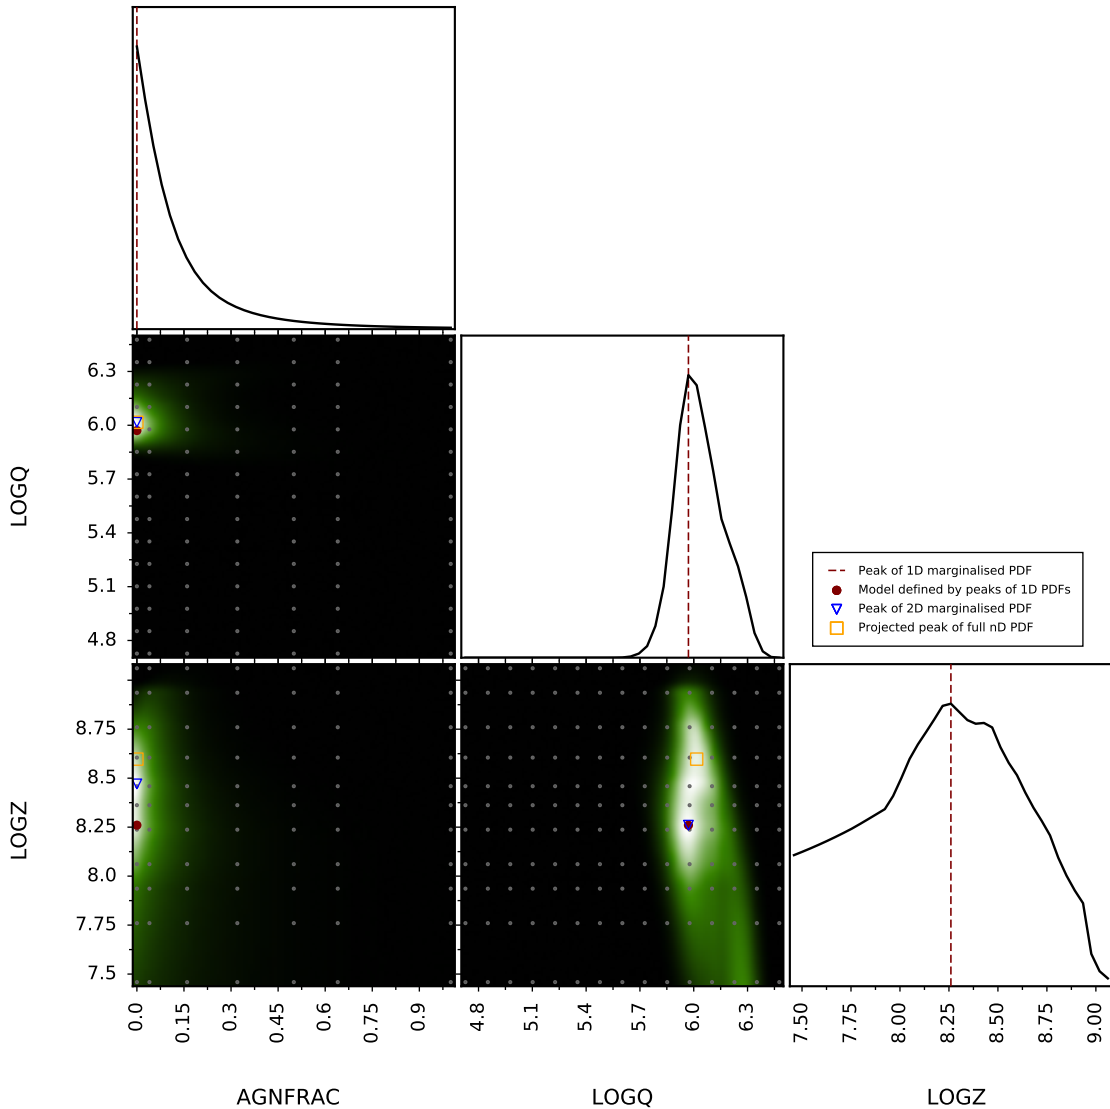 6.3
6.0
5.7
5.4
5.1
4.8
LOGQ
Peak of 1D marginalised PDF
Model defined by peaks of 1D PDFs
Peak of 2D marginalised PDF
Projected peak of full nD PDF
8.75
8.5
8.25
8.0
7.75
7.5
LOGZ
0.0 0.15 0.3 0.45 0.6 0.75 0.9
4.8 5.1 5.4 5.7 6.0 6.3
7.50 7.75 8.00 8.25 8.50 8.75 9.00
AGNFRAC
LOGQ
LOGZ